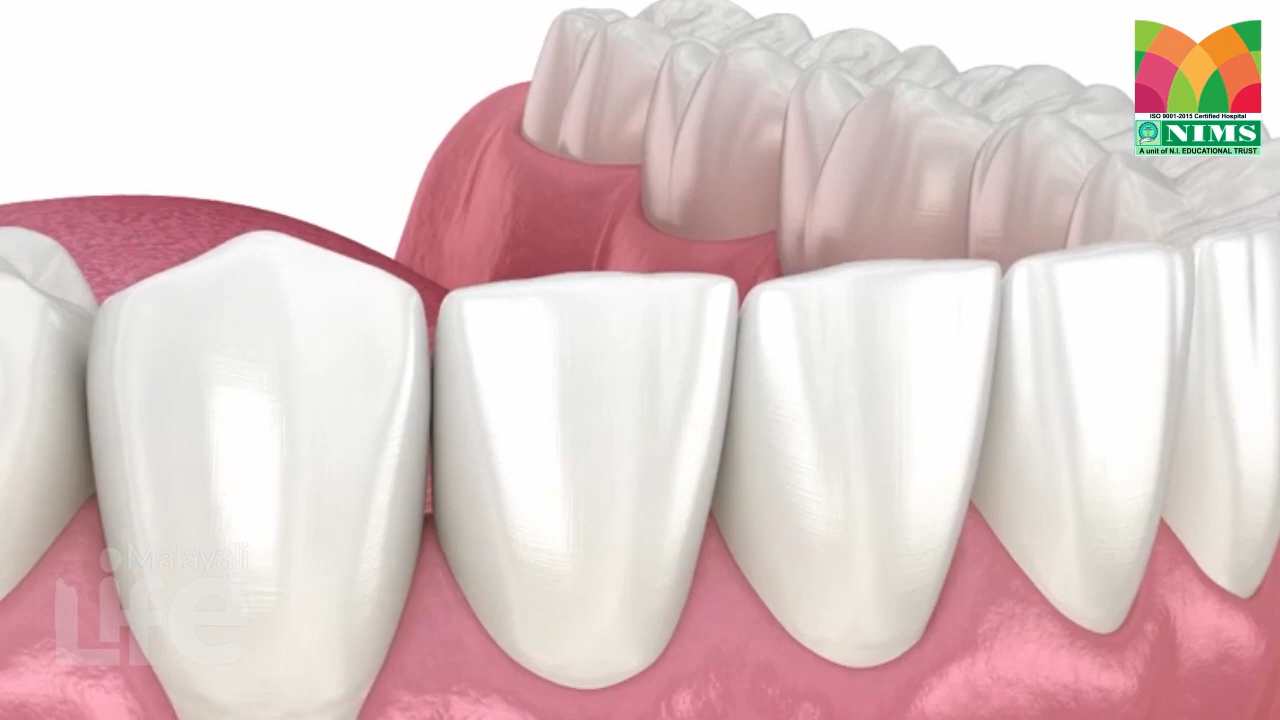 ISO 9001-2015 Certified Hospital
NIMS
A unit of N.I. EDUCATIONAL TRUST
Malayali
Life